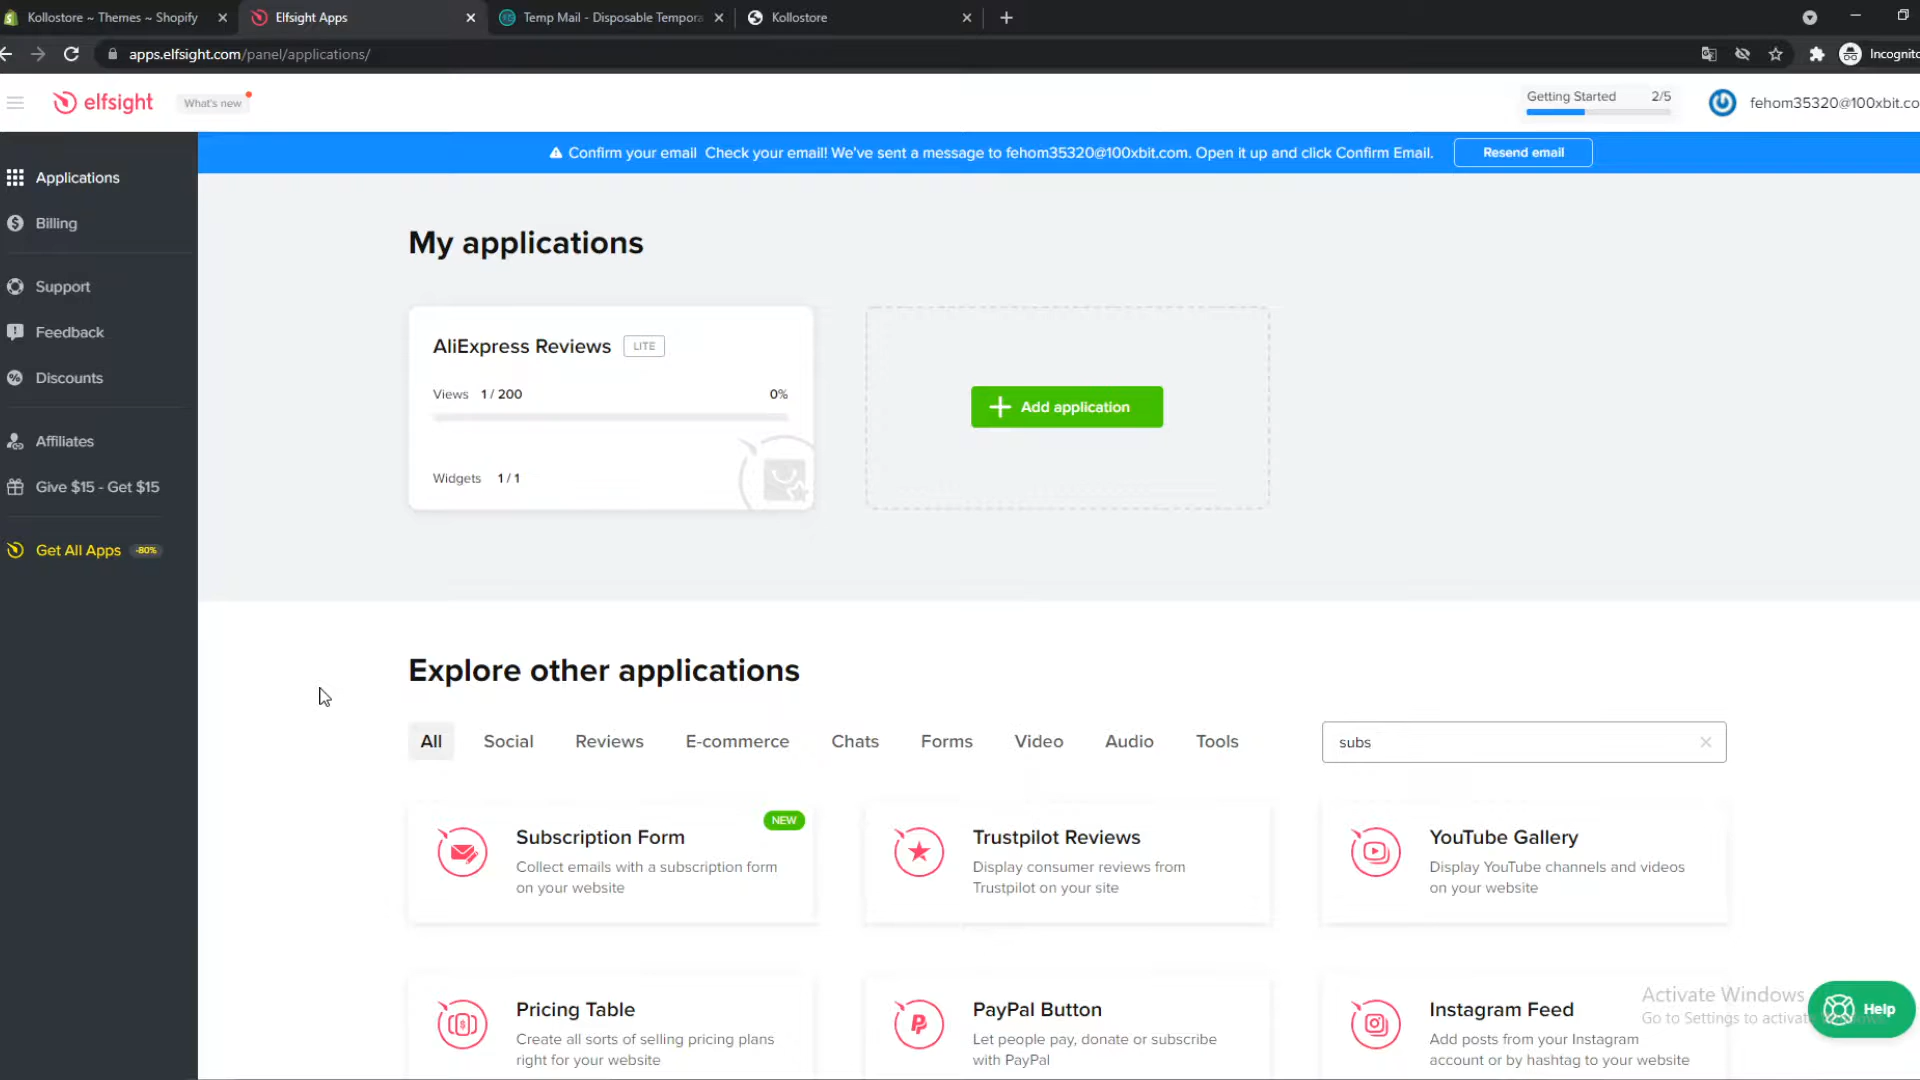 Kollostore ~ Themes ~ Shopify
Elfsight Apps
Temp Mail - Disposable Tempora
Kollostore
apps.elfsight.com/panel/applications/
Incognito
elfsight
What's new
Getting Started 2/5
fehom35320@100xbit.co
Confirm your email Check your email! We've sent a message to fehom35320@100xbit.com. Open it up and click Confirm Email.
Resend email
Applications
Billing
Support
Feedback
Discounts
Affiliates
Give $15 - Get $15
Get All Apps -80%
My applications
AliExpress Reviews LITE
Views 1 / 200 0%
Widgets 1 / 1
Add application
Explore other applications
All Social Reviews E-commerce Chats Forms Video Audio Tools
subs
Subscription Form
NEW
Collect emails with a subscription form
on your website
Trustpilot Reviews
Display consumer reviews from
Trustpilot on your site
YouTube Gallery
Display YouTube channels and videos
on your website
Pricing Table
Create all sorts of selling pricing plans
right for your website
PayPal Button
Let people pay, donate or subscribe
with PayPal
Instagram Feed
Add posts from your Instagram
account or by hashtag to your website
Activate Windows
Go to Settings to activate
Help